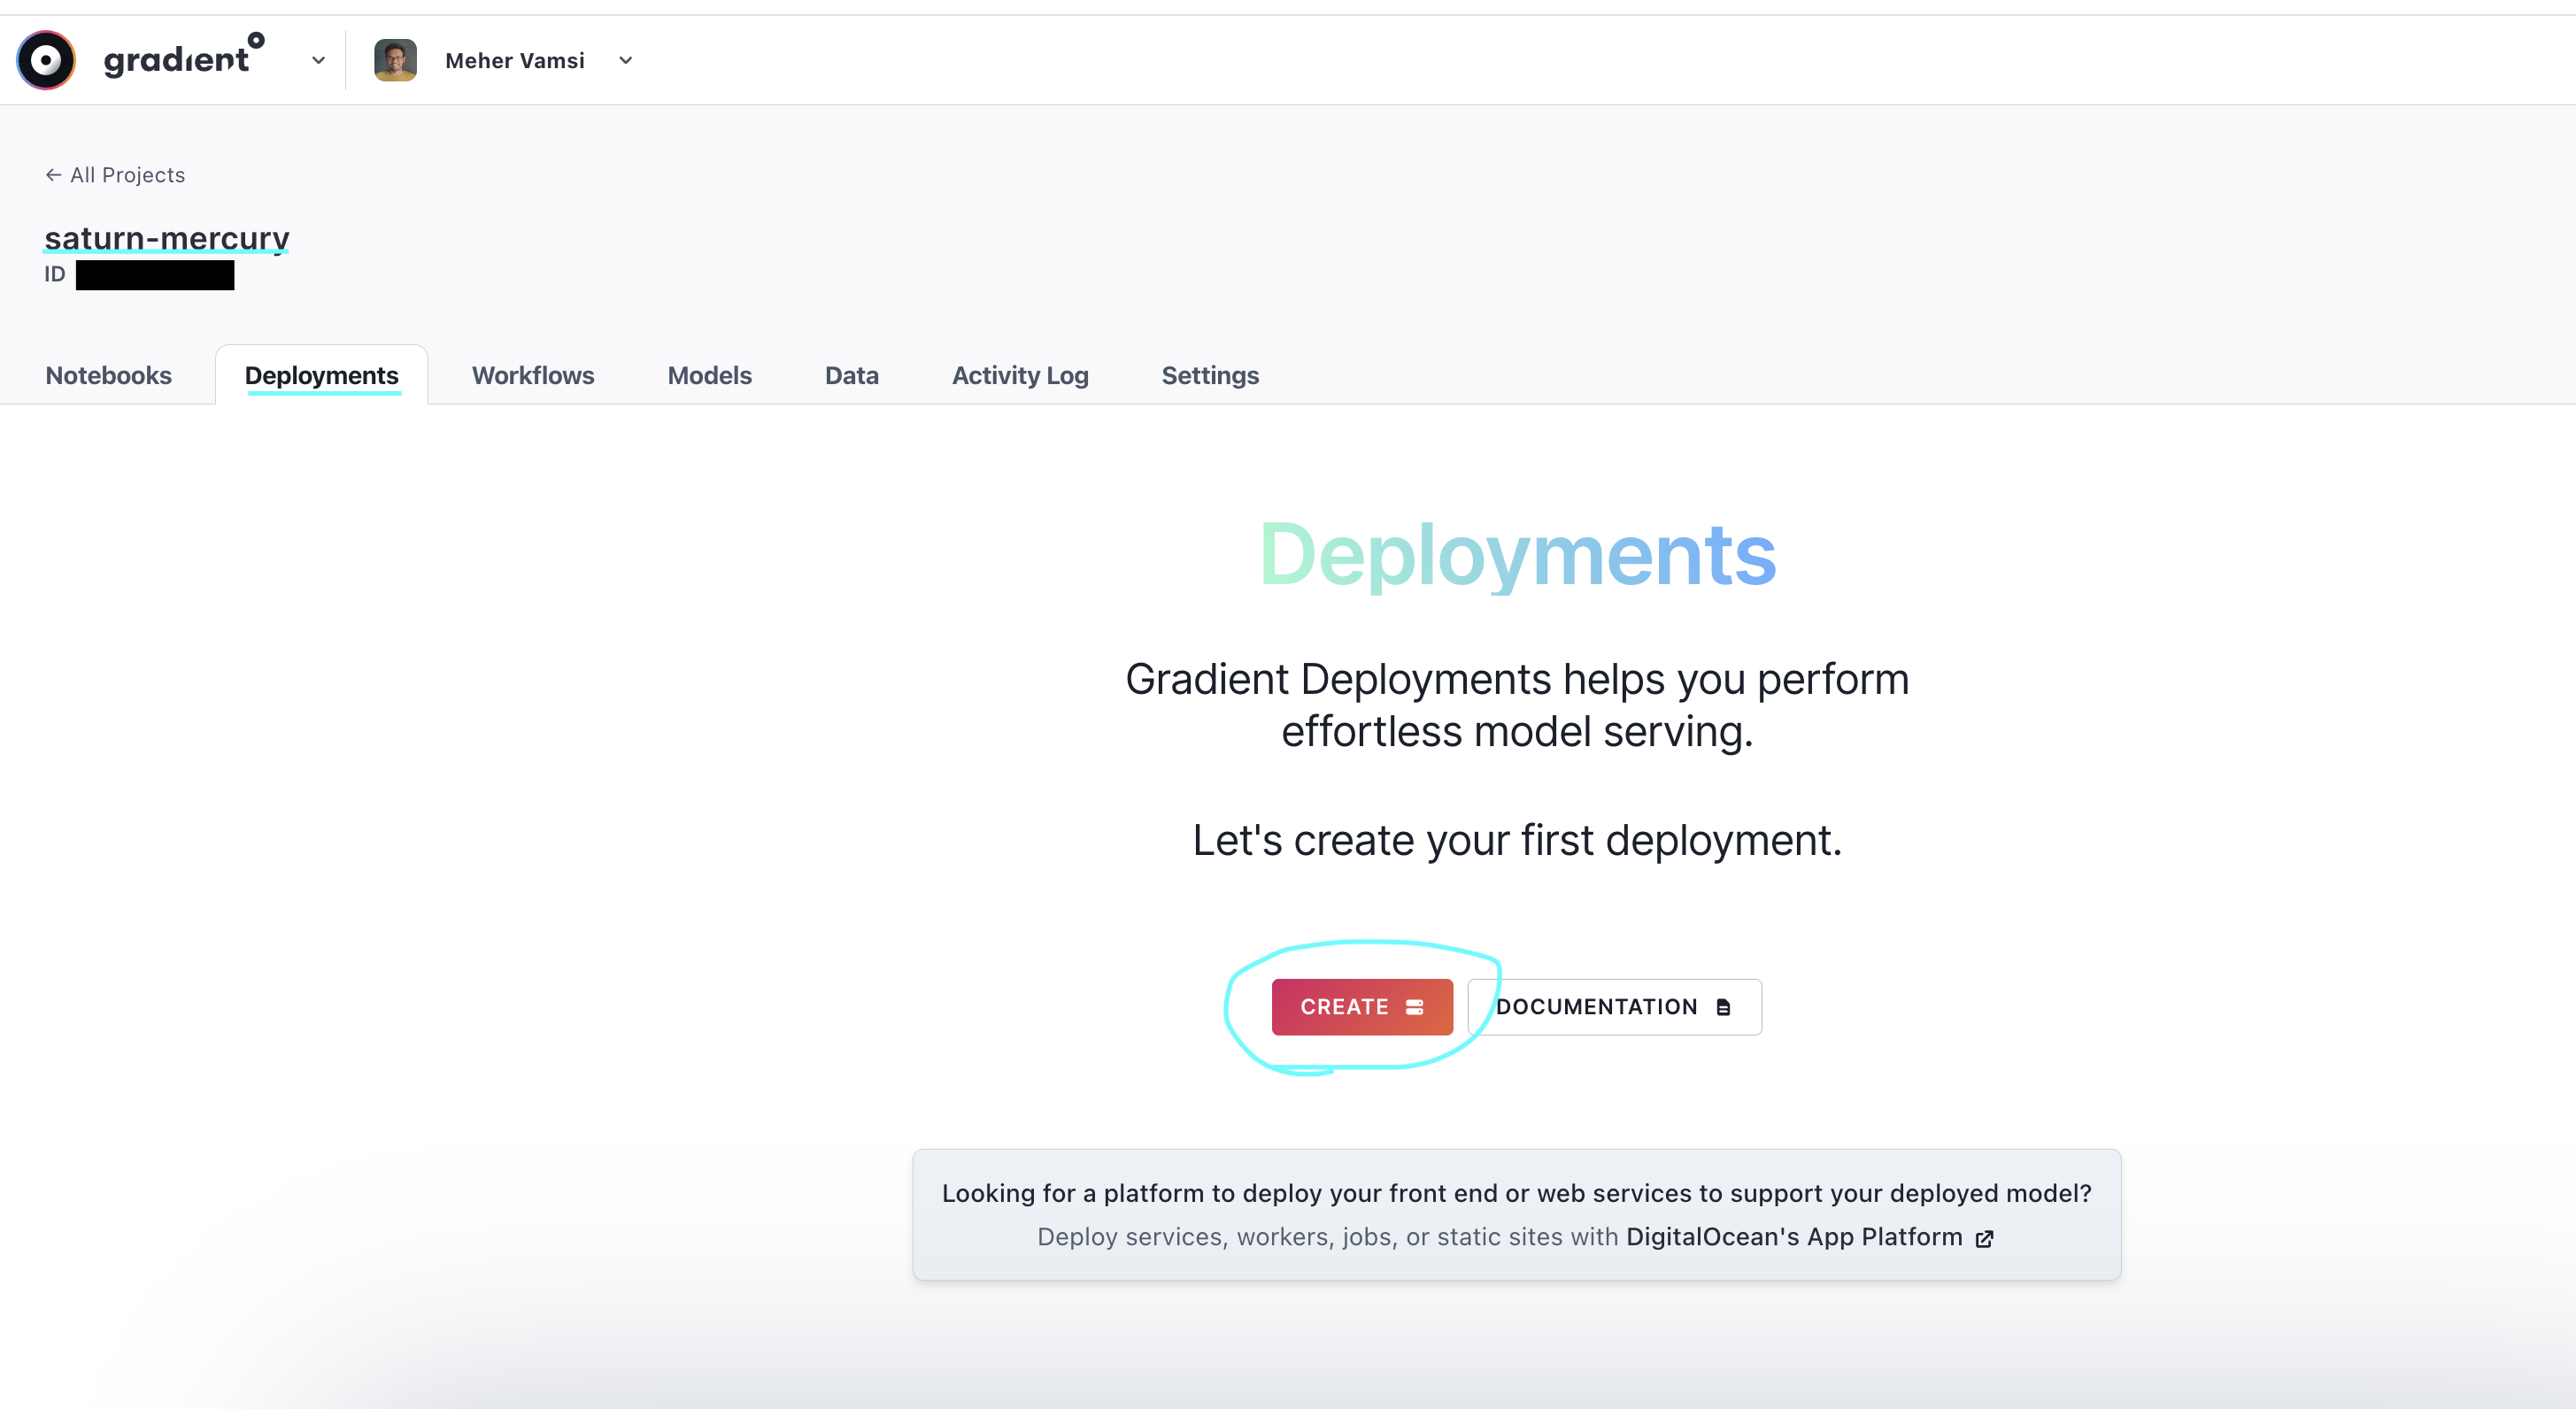 gradient
Meher Vamsi
← All Projects
saturn-mercury
ID
Notebooks Deployments Workflows Models Data Activity Log Settings
Deployments
Gradient Deployments helps you perform
effortless model serving.
Let's create your first deployment.
CREATE DOCUMENTATION
Looking for a platform to deploy your front end or web services to support your deployed model?
Deploy services, workers, jobs, or static sites with DigitalOcean's App Platform